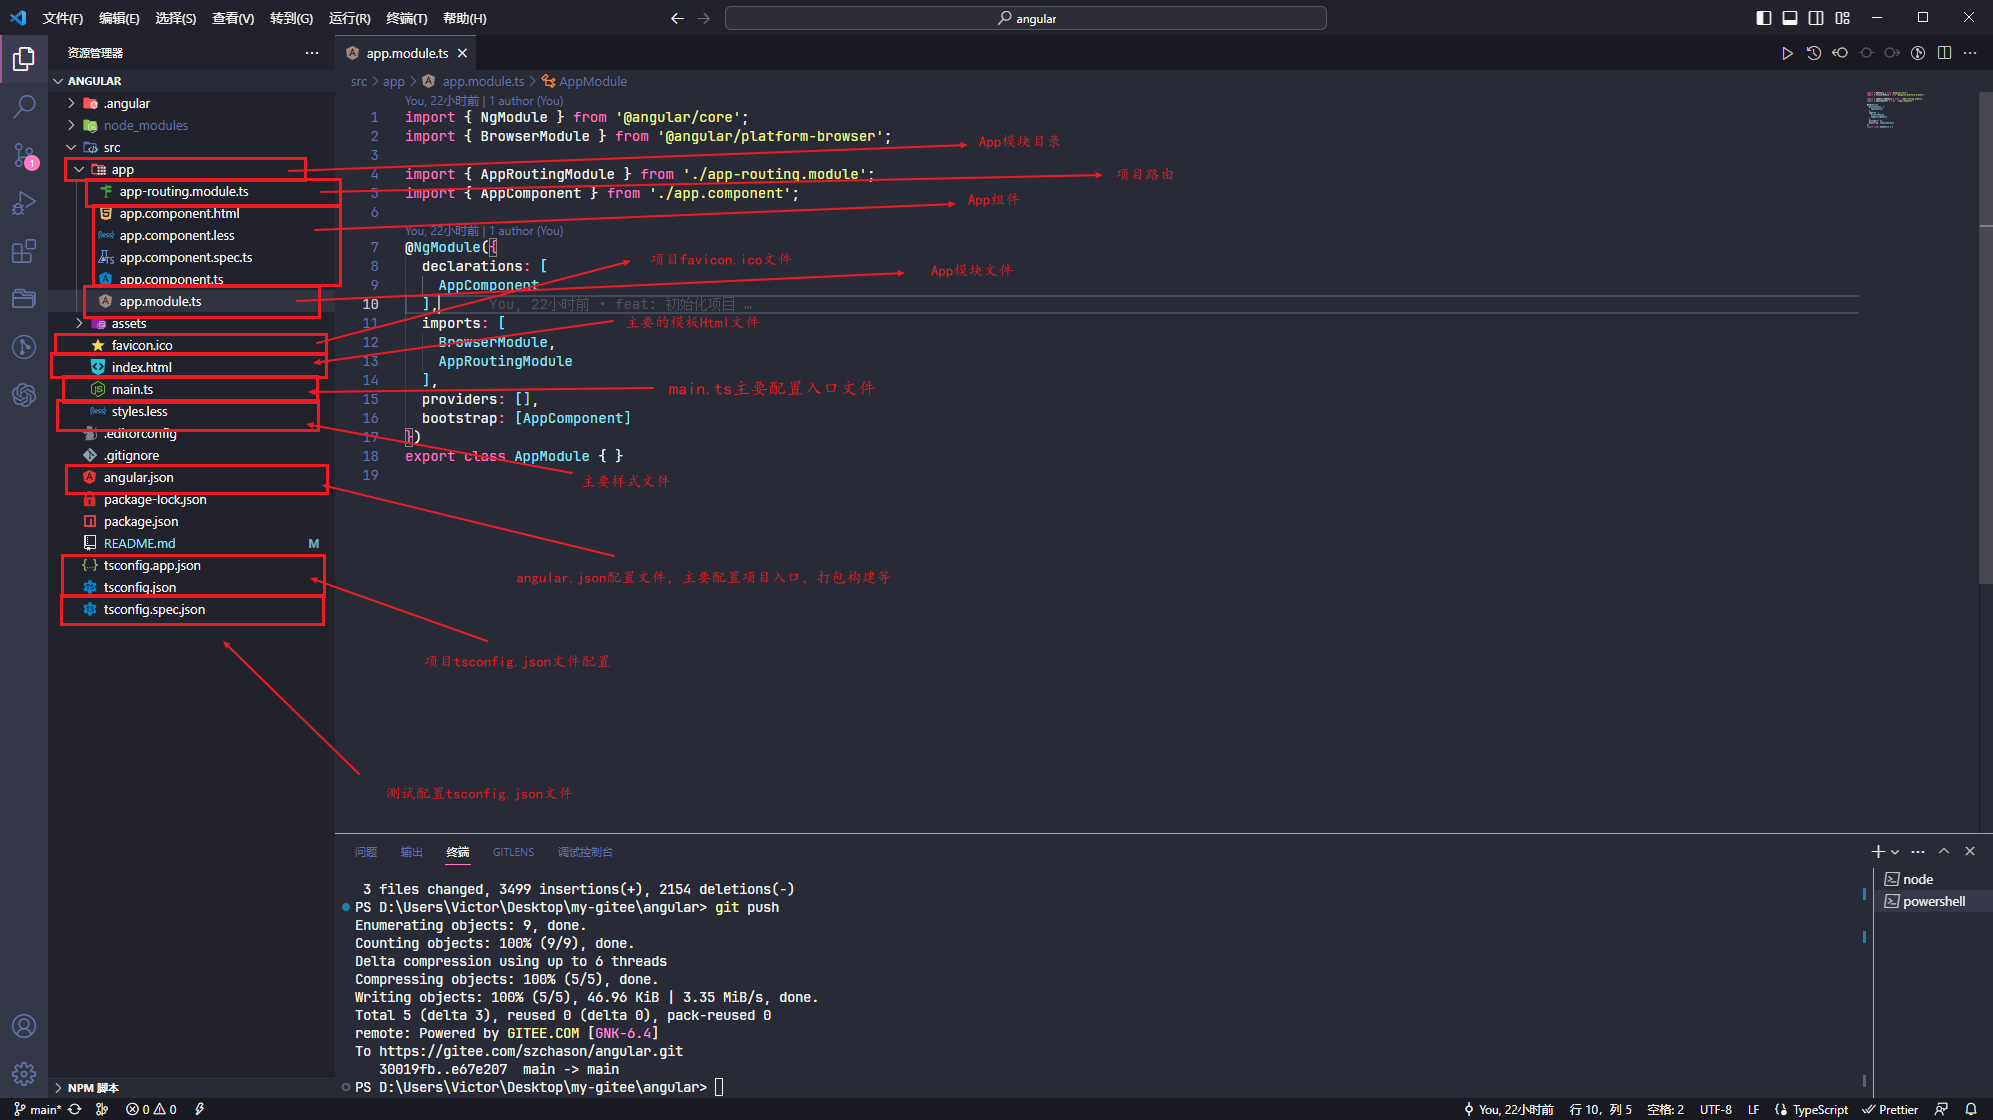 文件(F) 编辑(E) 选择(S) 查看(V) 转到(G) 运行(R) 终端(T) 帮助(H)
angular
资源管理器
ANGULAR
.angular
node_modules
src
app
app-routing.module.ts
app.component.html
app.component.less
app.component.spec.ts
app.component.ts
app.module.ts
assets
favicon.ico
index.html
main.ts
styles.less
.editorconfig
.gitignore
angular.json
package-lock.json
package.json
README.md M
tsconfig.app.json
tsconfig.json
tsconfig.spec.json
NPM 脚本
1
app.module.ts
src > app > app.module.ts > AppModule
You, 22小时前 | 1 author (You)
1 import { NgModule } from '@angular/core';
2 import { BrowserModule } from '@angular/platform-browser';
3
4 import { AppRoutingModule } from './app-routing.module';
5 import { AppComponent } from './app.component';
6
You, 22小时前 | 1 author (You)
7 @NgModule({
8 declarations: [
9 AppComponent
10 ], You, 22小时前 • feat: 初始化项目 …
11 imports: [
12 BrowserModule,
13 AppRoutingModule
14 ],
15 providers: [],
16 bootstrap: [AppComponent]
17 })
18 export class AppModule { }
19
App模块目录
项目路由
App组件
项目favicon.ico文件
App模块文件
主要的模板Html文件
main.ts主要配置入口文件
主要样式文件
angular.json配置文件, 主要配置项目入口, 打包构建等
项目tsconfig.json文件配置
测试配置tsconfig.json文件
问题 输出 终端 GITLENS 调试控制台
3 files changed, 3499 insertions(+), 2154 deletions(-)
PS D:\Users\Victor\Desktop\my-gitee\angular> git push
Enumerating objects: 9, done.
Counting objects: 100% (9/9), done.
Delta compression using up to 6 threads
Compressing objects: 100% (5/5), done.
Writing objects: 100% (5/5), 46.96 KiB | 3.35 MiB/s, done.
Total 5 (delta 3), reused 0 (delta 0), pack-reused 0
remote: Powered by GITEE.COM [GNK-6.4]
To https://gitee.com/szchason/angular.git
30019fb..e67e207 main -> main
PS D:\Users\Victor\Desktop\my-gitee\angular>
node
powershell
main* 0 0 You, 22小时前 行 10，列 5 空格: 2 UTF-8 LF TypeScript Prettier